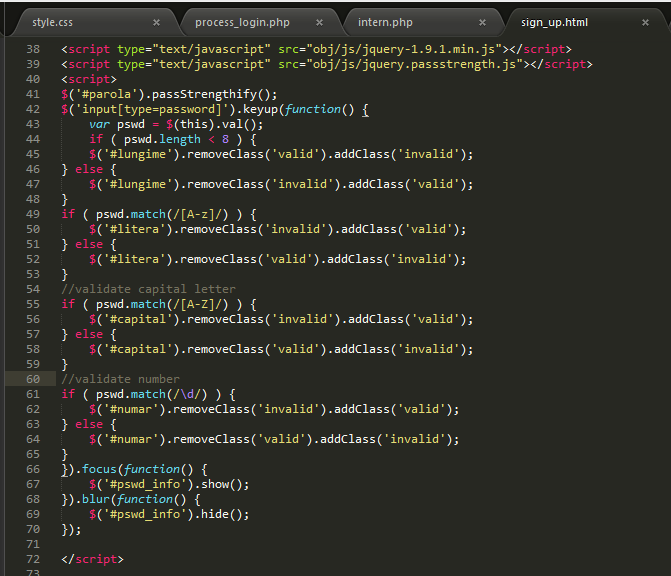 style.css × process_login.php × intern.php × sign_up.html ×
38 <script type="text/javascript" src="obj/js/jquery-1.9.1.min.js"></script>
39 <script type="text/javascript" src="obj/js/jquery.passstrength.js"></script>
40 <script>
41 $('#parola').passStrengthify();
42 $('input[type=password]').keyup(function() {
43     var pswd = $(this).val();
44     if ( pswd.length < 8 ) {
45     $('#lungime').removeClass('valid').addClass('invalid');
46 } else {
47     $('#lungime').removeClass('invalid').addClass('valid');
48 }
49 if ( pswd.match(/[A-z]/) ) {
50     $('#litera').removeClass('invalid').addClass('valid');
51 } else {
52     $('#litera').removeClass('valid').addClass('invalid');
53 }
54 //validate capital letter
55 if ( pswd.match(/[A-Z]/) ) {
56     $('#capital').removeClass('invalid').addClass('valid');
57 } else {
58     $('#capital').removeClass('valid').addClass('invalid');
59 }
60 //validate number
61 if ( pswd.match(/\d/) ) {
62     $('#numar').removeClass('invalid').addClass('valid');
63 } else {
64     $('#numar').removeClass('valid').addClass('invalid');
65 }
66 }).focus(function() {
67     $('#pswd_info').show();
68 }).blur(function() {
69     $('#pswd_info').hide();
70 });
71
72 </script>
73